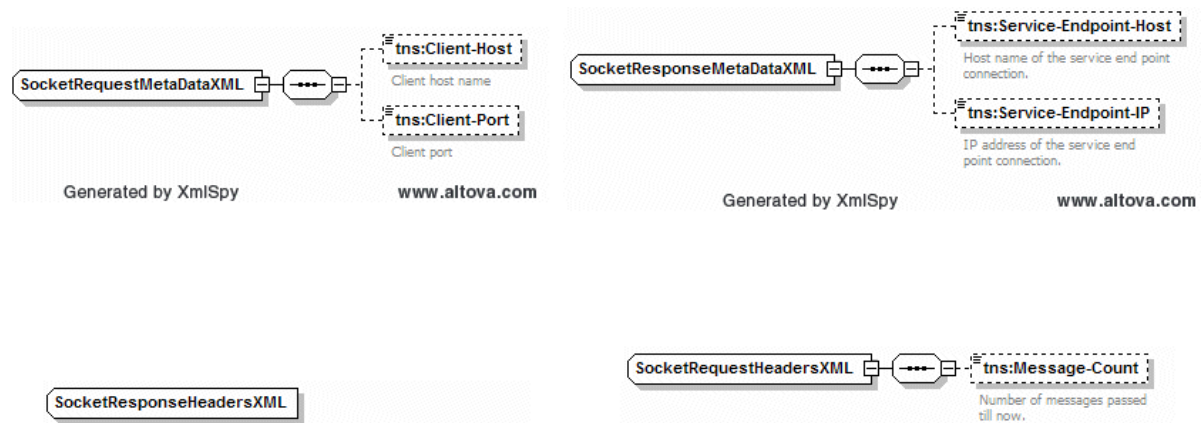 tns:Client-Host
SocketRequestMetaDataXML
Client host name
tns:Client-Port
Client port
Generated by XmlSpy
www.altova.com
tns:Service-Endpoint-Host
SocketResponseMetaDataXML
Host name of the service end point
connection.
tns:Service-Endpoint-IP
IP address of the service end
point connection.
Generated by XmlSpy
www.altova.com
SocketResponseHeadersXML
SocketRequestHeadersXML
tns:Message-Count
Number of messages passed
till now.